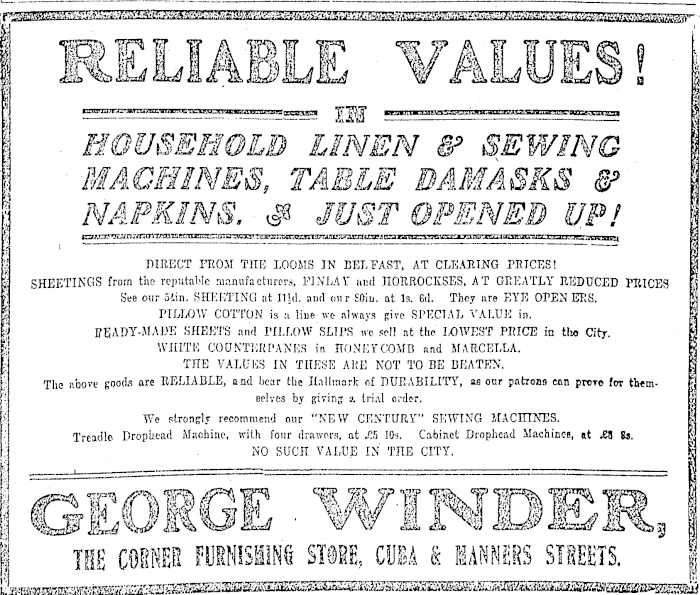 RELIABLE VALUES!
IN
HOUSEHOLD LINEN & SEWING
MACHINES, TABLE DAMASKS &
NAPKINS. & JUST OPENED UP!
DIRECT FROM THE LOOMS IN BELFAST, AT CLEARING PRICES!
SHEETINGS from the reputable manufacturers, FINLAY and HORROCKSES, AT GREATLY REDUCED PRICES
See our SHEETING at 11½d. and our 80in. at 1s. 6d. They are EYE OPENERS.
PILLOW COTTON is a line we always give SPECIAL VALUE in.
READY-MADE SHEETS and PILLOW SLIPS we sell at the LOWEST PRICE in the City.
WHITE COUNTERPANES in HONEYCOMB and MARCELLA.
THE VALUES IN THESE ARE NOT TO BE BEATEN.
The above goods are RELIABLE, and bear the Hallmark of DURABILITY, as our patrons can prove for them-
selves by giving a trial order.
We strongly recommend our "NEW CENTURY" SEWING MACHINES.
Treadle Drophead Machine, with four drawers, at £5 10s. Cabinet Drophead Machines, at 8s.
NO SUCH VALUE IN THE CITY.
GEORGE WINDER,
THE CORNER FURNISHING STORE, CUBA & MANNERS STREETS.